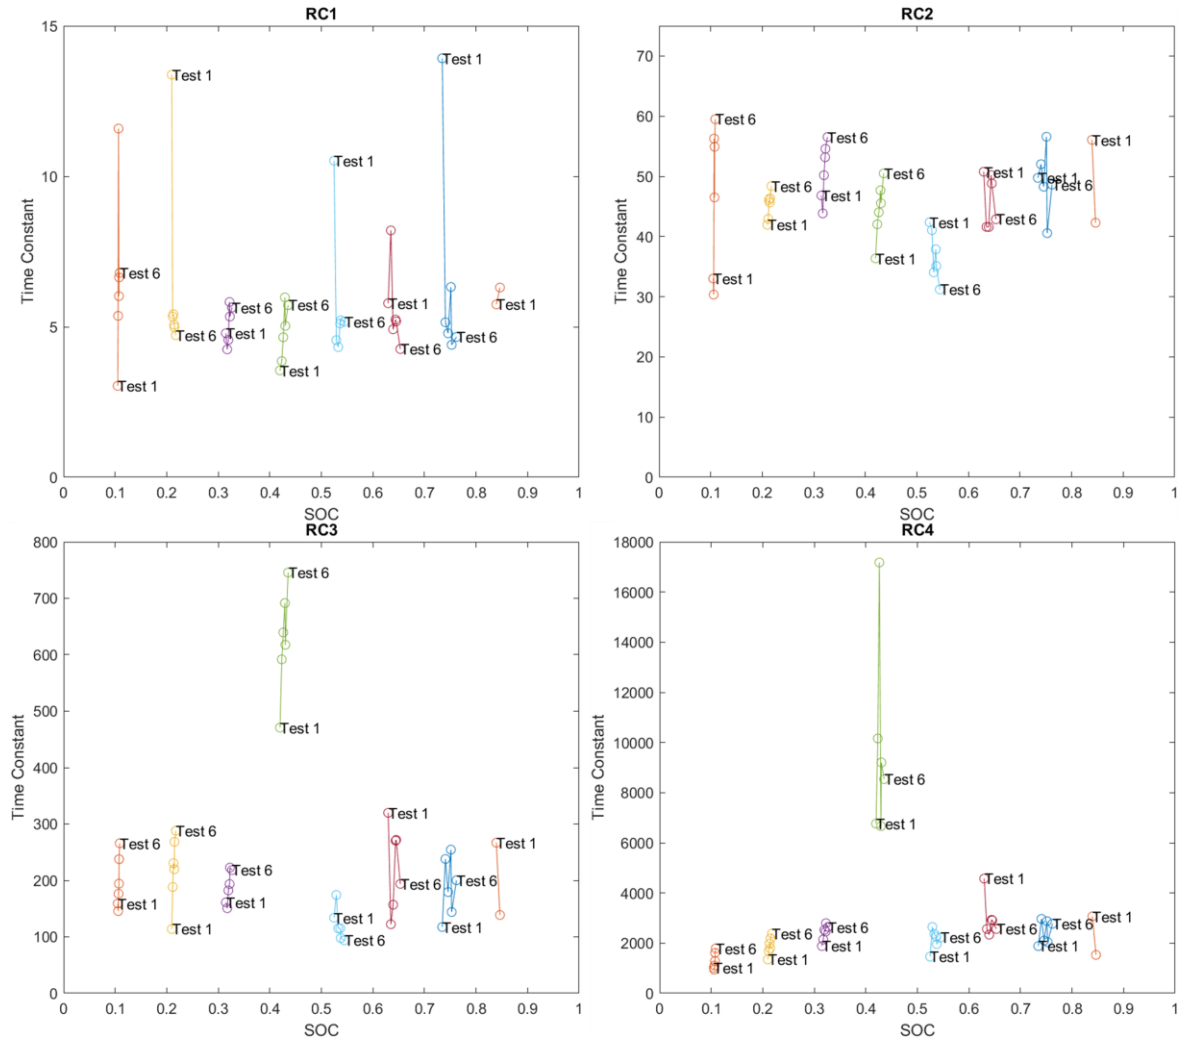 RC1
15
10
5
0
Time Constant
Test 1
Test 1
Test 1
Test 6
Test 1
Test 6
Test 6
Test 1
Test 6
Test 1
Test 6
Test 1
Test 6
Test 6
Test 1
0 0.1 0.2 0.3 0.4 0.5 0.6 0.7 0.8 0.9 1
SOC
RC2
70
60
50
40
30
20
10
0
Time Constant
Test 6
Test 1
Test 6
Test 1
Test 6
Test 1
Test 6
Test 1
Test 1
Test 6
Test 1
Test 6
Test 1
Test 6
Test 1
0 0.1 0.2 0.3 0.4 0.5 0.6 0.7 0.8 0.9 1
SOC
RC3
800
700
600
500
400
300
200
100
0
Time Constant
Test 6
Test 1
Test 6
Test 1
Test 6
Test 1
Test 6
Test 1
Test 1
Test 6
Test 1
Test 6
Test 6
Test 1
Test 1
0 0.1 0.2 0.3 0.4 0.5 0.6 0.7 0.8 0.9 1
SOC
RC4
18000
16000
14000
12000
10000
8000
6000
4000
2000
0
Time Constant
Test 6
Test 1
Test 6
Test 1
Test 6
Test 1
Test 6
Test 1
Test 6
Test 1
Test 1
Test 6
Test 6
Test 1
Test 1
0 0.1 0.2 0.3 0.4 0.5 0.6 0.7 0.8 0.9 1
SOC